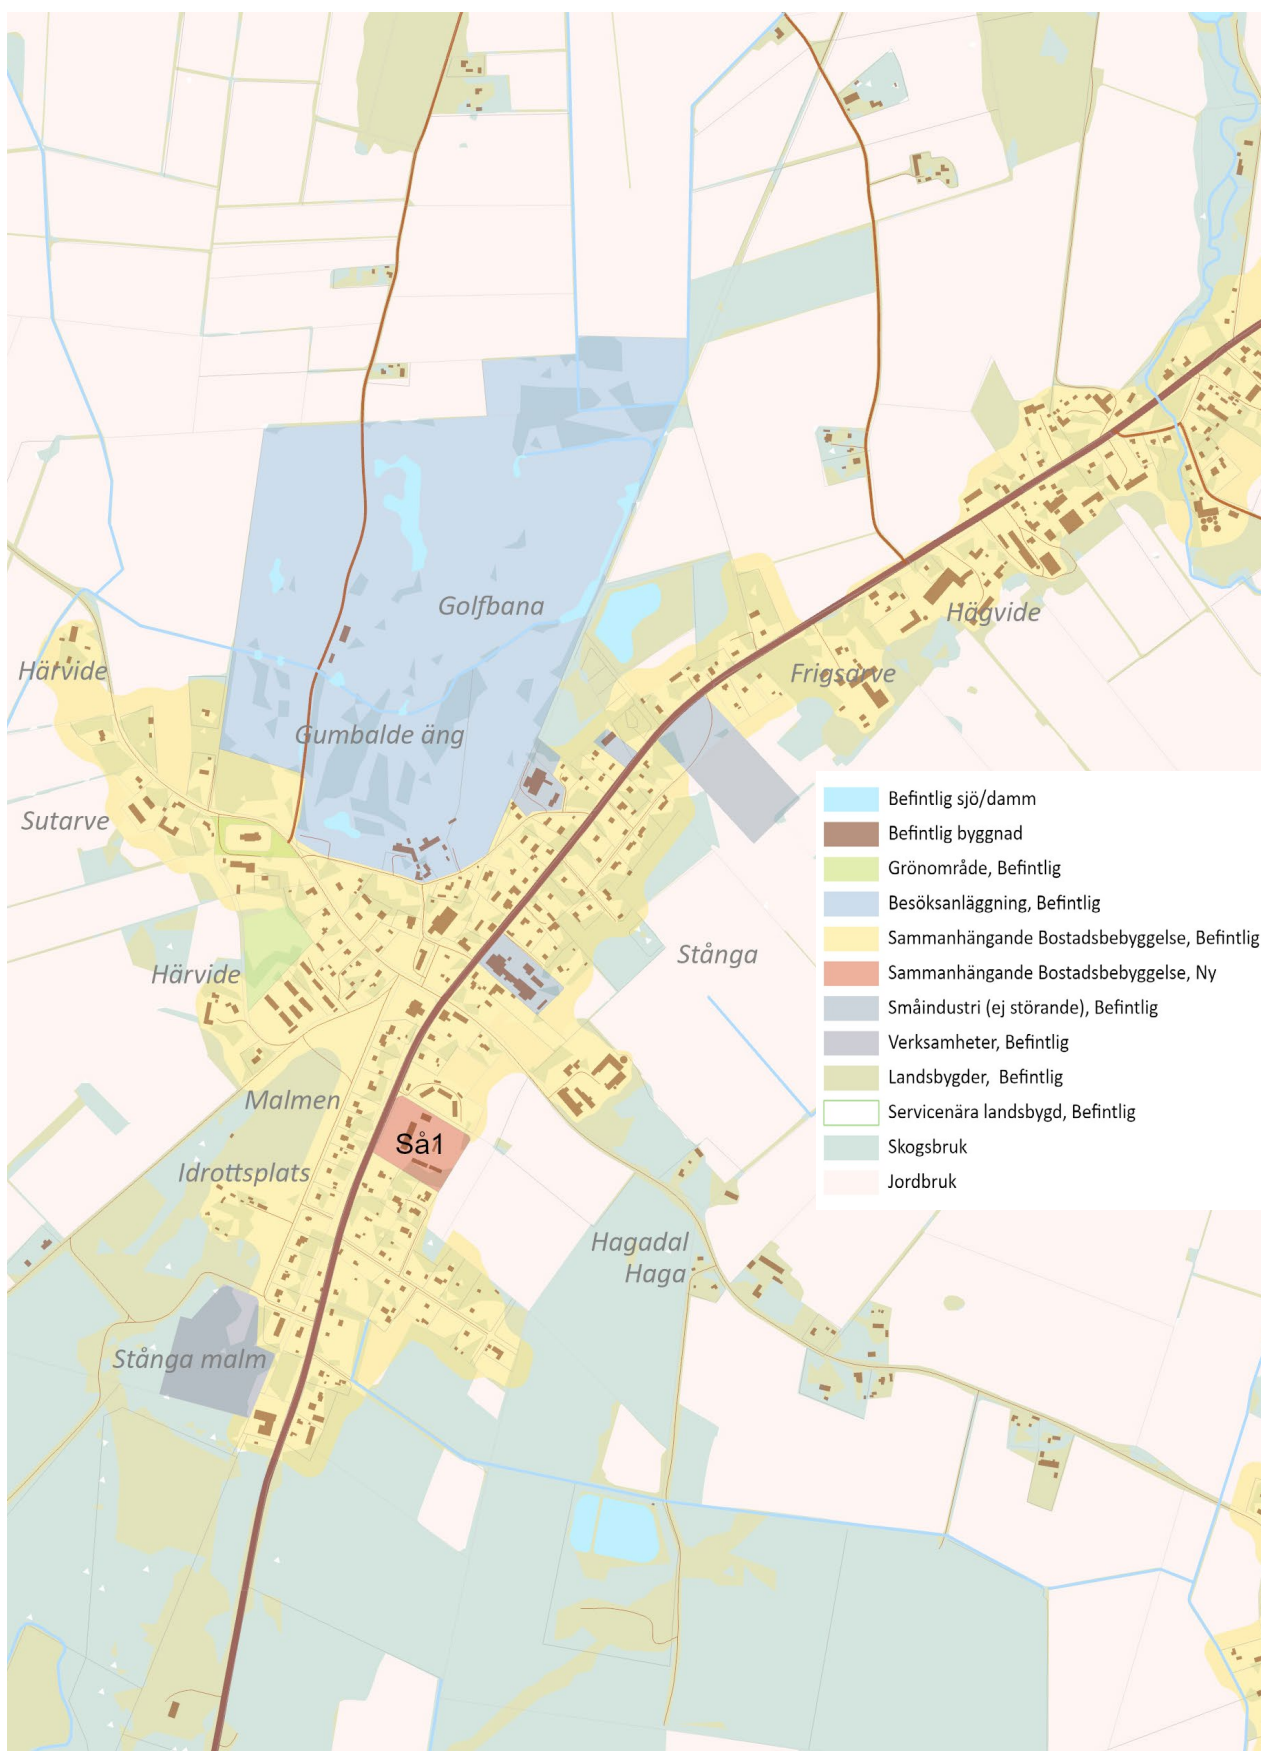 Golfbana
Hägvide
Härvide
Frigsarve
Gumbalde äng
Sutarve
Stånga
Härvide
Malmen
Så1
Idrottsplats
Hagadal
Haga
Stånga malm
Befintlig sjö/damm
Befintlig byggnad
Grönområde, Befintlig
Besöksanläggning, Befintlig
Sammanhängande Bostadsbebyggelse, Befintlig
Sammanhängande Bostadsbebyggelse, Ny
Småindustri (ej störande), Befintlig
Verksamheter, Befintlig
Landsbygder, Befintlig
Servicenära landsbygd, Befintlig
Skogsbruk
Jordbruk